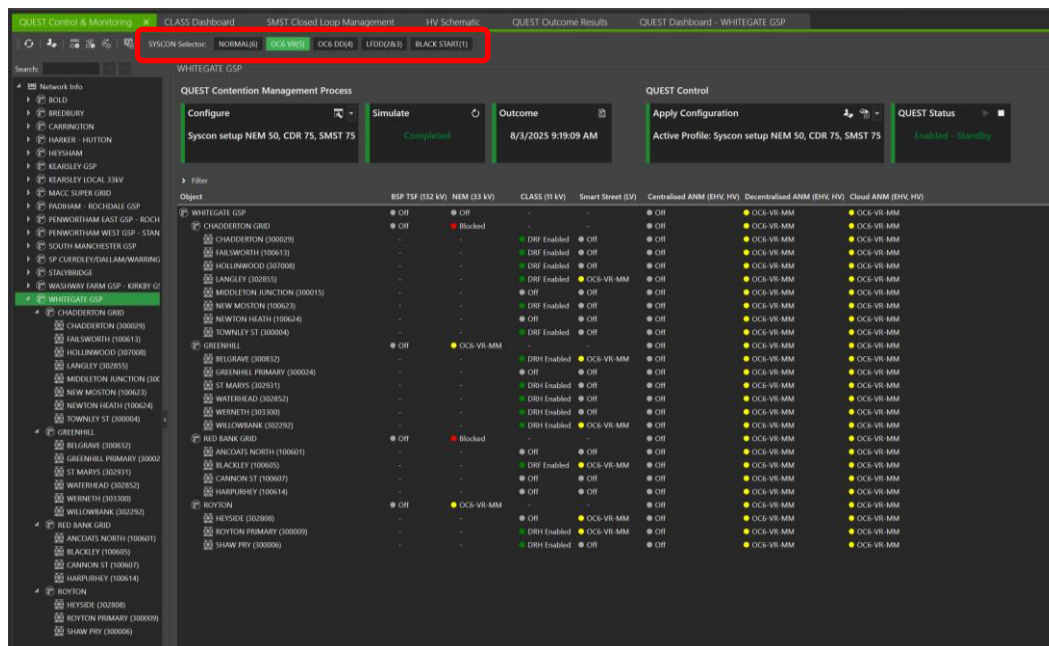 QUEST Control & Monitoring × CLASS Dashboard SMST Closed Loop Management HV Schematic QUEST Outcome Results QUEST Dashboard - WHITEGATE GSP
SYSCON Selector: NORMAL(6) OC6 VR(5) OC6 DD(4) LFDD(2&3) BLACK START(1)
Search:
Network Info
BOLD
BREDBURY
CARRINGTON
HARKER - HUTTON
HEYSHAM
KEARSLEY GSP
KEARSLEY LOCAL 33kV
MACC SUPER GRID
PADIHAM - ROCHDALE GSP
PENWORTHAM EAST GSP - ROCH
PENWORTHAM WEST GSP - STAN
SOUTH MANCHESTER GSP
SP CUERDLEY/DALLAM/WARRING
STALYBRIDGE
WASHWAY FARM GSP - KIRKBY GS
WHITEGATE GSP
CHADDERTON GRID
CHADDERTON (300029)
FAILSWORTH (100613)
HOLLINWOOD (307008)
LANGLEY (302855)
MIDDLETON JUNCTION (30C
NEW MOSTON (100623)
NEWTON HEATH (100624)
TOWNLEY ST (300004)
GREENHILL
BELGRAVE (300832)
GREENHILL PRIMARY (30002
ST MARYS (302931)
WATERHEAD (302852)
WERNETH (303300)
WILLOWBANK (302292)
RED BANK GRID
ANCOATS NORTH (100601)
BLACKLEY (100605)
CANNON ST (100607)
HARPURHEY (100614)
ROYTON
HEYSIDE (302808)
ROYTON PRIMARY (300009)
SHAW PRY (300006)
WHITEGATE GSP
QUEST Contention Management Process QUEST Control
Configure Simulate Outcome Apply Configuration QUEST Status
Syscon setup NEM 50, CDR 75, SMST 75 Completed 8/3/2025 9:19:09 AM Active Profile: Syscon setup NEM 50, CDR 75, SMST 75 Enabled - Standby
Filter
Object BSP TSF (132 kV) NEM (33 kV) CLASS (11 kV) Smart Street (LV) Centralised ANM (EHV, HV) Decentralised ANM (EHV, HV) Cloud ANM (EHV, HV)
WHITEGATE GSP Off Off - - Off OC6-VR-MM OC6-VR-MM
CHADDERTON GRID Off Blocked - - Off OC6-VR-MM OC6-VR-MM
CHADDERTON (300029) - - DRF Enabled Off Off OC6-VR-MM OC6-VR-MM
FAILSWORTH (100613) - - DRF Enabled Off Off OC6-VR-MM OC6-VR-MM
HOLLINWOOD (307008) - - DRF Enabled Off Off OC6-VR-MM OC6-VR-MM
LANGLEY (302855) - - DRF Enabled OC6-VR-MM Off OC6-VR-MM OC6-VR-MM
MIDDLETON JUNCTION (300015) - - Off Off Off OC6-VR-MM OC6-VR-MM
NEW MOSTON (100623) - - DRF Enabled Off Off OC6-VR-MM OC6-VR-MM
NEWTON HEATH (100624) - - Off Off Off OC6-VR-MM OC6-VR-MM
TOWNLEY ST (300004) - - DRF Enabled Off Off OC6-VR-MM OC6-VR-MM
GREENHILL Off OC6-VR-MM - - Off OC6-VR-MM OC6-VR-MM
BELGRAVE (300832) - - DRH Enabled OC6-VR-MM Off OC6-VR-MM OC6-VR-MM
GREENHILL PRIMARY (300024) - - Off Off Off OC6-VR-MM OC6-VR-MM
ST MARYS (302931) - - DRH Enabled Off Off OC6-VR-MM OC6-VR-MM
WATERHEAD (302852) - - DRH Enabled Off Off OC6-VR-MM OC6-VR-MM
WERNETH (303300) - - DRH Enabled Off Off OC6-VR-MM OC6-VR-MM
WILLOWBANK (302292) - - DRH Enabled OC6-VR-MM Off OC6-VR-MM OC6-VR-MM
RED BANK GRID Off Blocked - - Off OC6-VR-MM OC6-VR-MM
ANCOATS NORTH (100601) - - Off Off Off OC6-VR-MM OC6-VR-MM
BLACKLEY (100605) - - DRF Enabled OC6-VR-MM Off OC6-VR-MM OC6-VR-MM
CANNON ST (100607) - - Off Off Off OC6-VR-MM OC6-VR-MM
HARPURHEY (100614) - - Off Off Off OC6-VR-MM OC6-VR-MM
ROYTON Off OC6-VR-MM - - Off OC6-VR-MM OC6-VR-MM
HEYSIDE (302808) - - Off OC6-VR-MM Off OC6-VR-MM OC6-VR-MM
ROYTON PRIMARY (300009) - - DRH Enabled OC6-VR-MM Off OC6-VR-MM OC6-VR-MM
SHAW PRY (300006) - - DRH Enabled Off Off OC6-VR-MM OC6-VR-MM